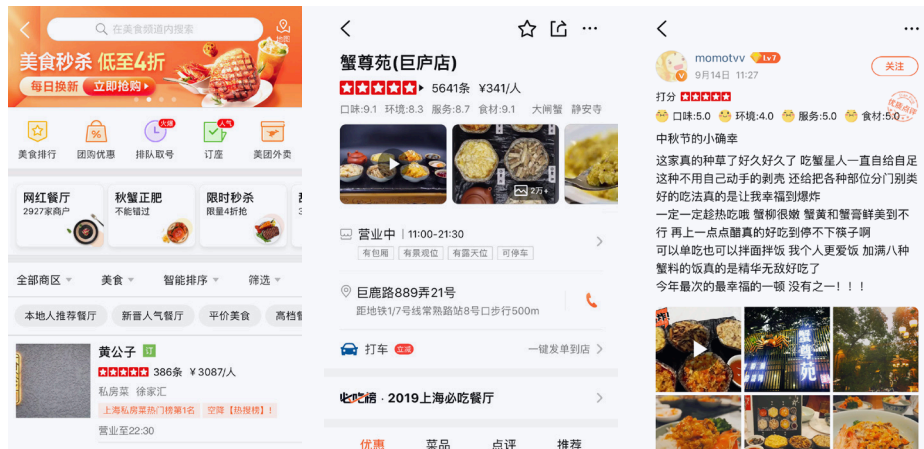 在美食频道内搜索
地图
美食秒杀 低至4折
每日换新 立即抢购
火爆
人气
美食排行 团购优惠 排队取号 订座 美团外卖
网红餐厅
2927家商户
秋蟹正肥
不能错过
限时秒杀
限量4折抢
全部商区 美食 智能排序 筛选
本地人推荐餐厅 新晋人气餐厅 平价美食 高档餐
黄公子 订
386条 ¥3087/人
私房菜 徐家汇
上海私房菜热门榜第1名 空降【热搜榜】!
营业至22:30
蟹尊苑(巨庐店)
5641条 ¥341/人
口味:9.1 环境:8.3 服务:8.7 食材:9.1 大闸蟹 静安寺
2万+
营业中 | 11:00-21:30
有包厢 有景观位 有露天位 可停车
巨鹿路889弄21号
距地铁1/7号线常熟路站8号口步行500m
打车 立减 一键发单到店
必吃榜 · 2019上海必吃餐厅
优惠 菜品 点评 推荐
momotvv Lv7
9月14日 11:27
关注
打分
优质点评
口味:5.0 环境:4.0 服务:5.0 食材:5.0
中秋节的小确幸
这家真的种草了好久好久了 吃蟹星人一直自给自足
这种不用自己动手的剥壳 还给把各种部位分门别类
好的吃法真的是让我幸福到爆炸
一定一定趁热吃哦 蟹柳很嫩 蟹黄和蟹膏鲜美到不
行 再上一点点醋真的好吃到停不下筷子啊
可以单吃也可以拌面拌饭 我个人更爱饭 加满八种
蟹料的饭真的是精华无敌好吃了
今年最次的最幸福的一顿 没有之一！！！
蟹尊苑